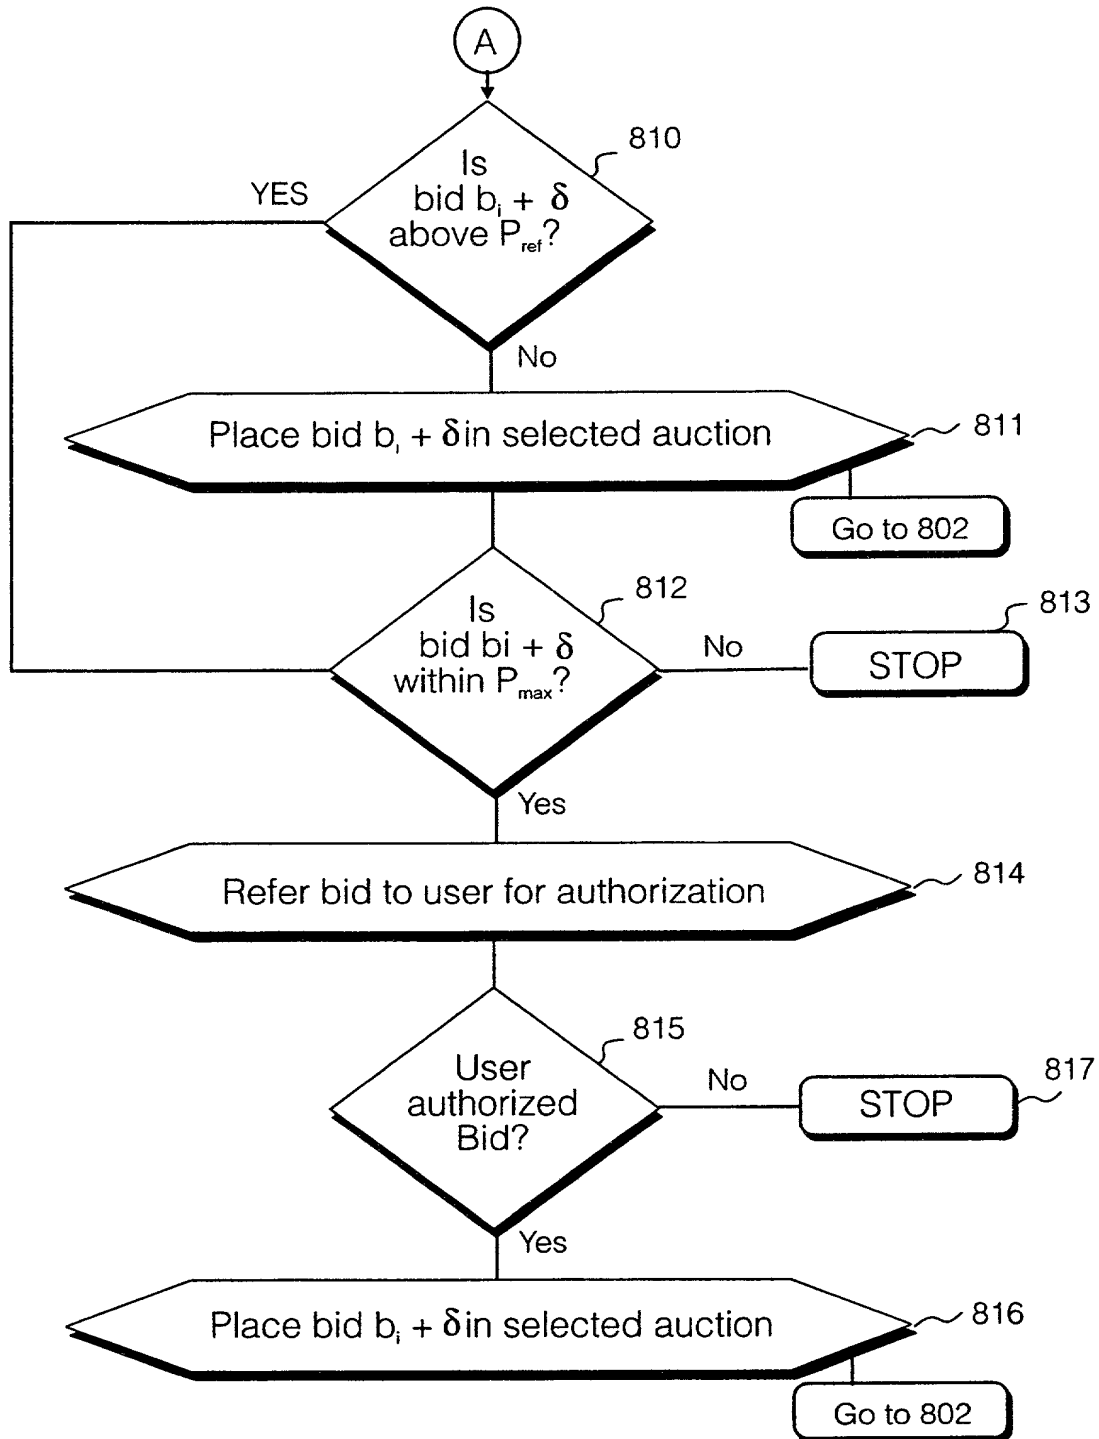 A
810
Is
bid bᵢ + δ
above P_ref?
YES
No
Place bid bᵢ + δ in selected auction
811
Go to 802
812
Is
bid bi + δ
within P_max?
No
813
STOP
Yes
Refer bid to user for authorization
814
815
User
authorized
Bid?
No
817
STOP
Yes
Place bid bᵢ + δ in selected auction
816
Go to 802